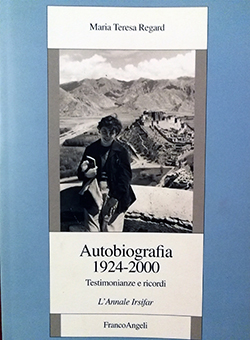 Maria Teresa Regard
Autobiografia
1924-2000
Testimonianze e ricordi
L'Annale Irsifar
FrancoAngeli